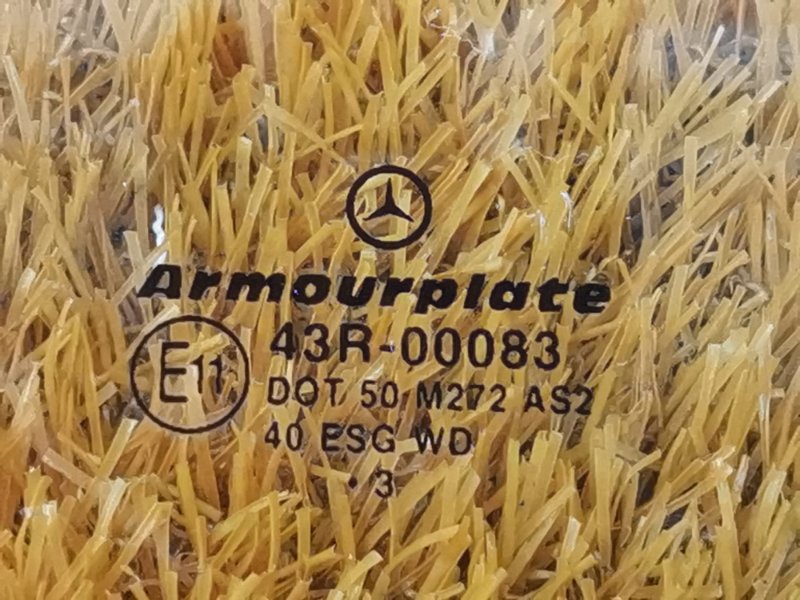 Armourplate
E11 43R-00083
DOT 50 M272 AS2
40 ESG WD
· 3